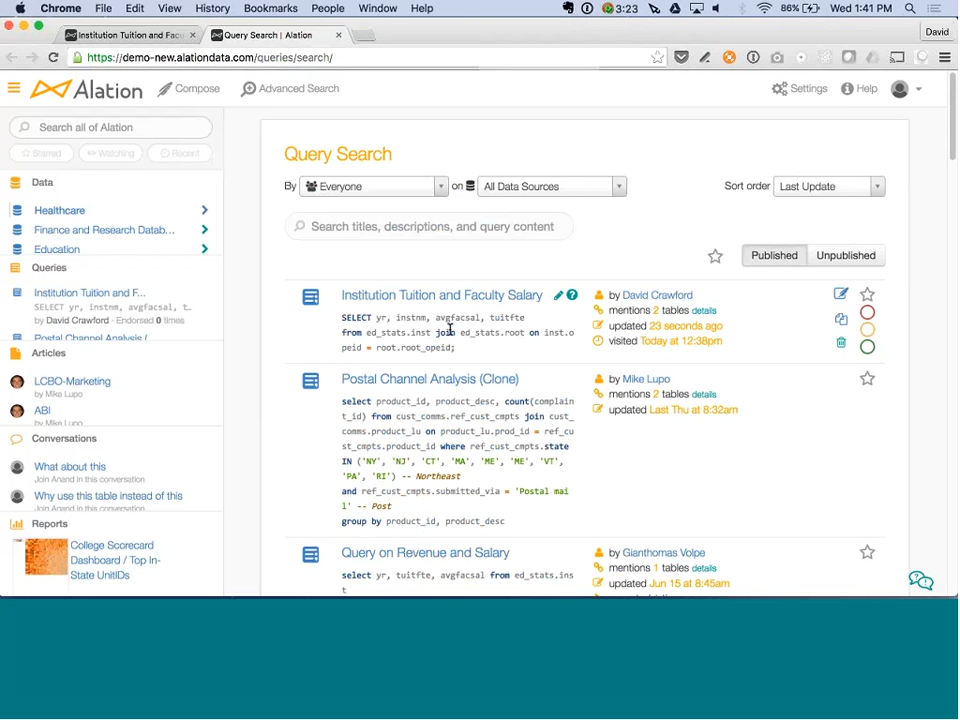 Chrome File Edit View History Bookmarks People Window Help 3:23 86% Wed 1:41 PM
Institution Tuition and Facu × Query Search | Alation × David
https://demo-new.alationdata.com/queries/search/
Alation Compose Advanced Search Settings Help
Search all of Alation
Starred Watching Recent
Data
Healthcare
Finance and Research Datab...
Education
Queries
Institution Tuition and F...
SELECT yr, instnm, avgfacsal, t...
by David Crawford · Endorsed 0 times
Postal Channel Analysis (
Articles
LCBO-Marketing
by Mike Lupo
ABI
by Mike Lupo
Conversations
What about this
Join Anand in this conversation
Why use this table instead of this
Join Anand in this conversation
Reports
College Scorecard
Dashboard / Top In-
State UnitIDs
Query Search
By Everyone on All Data Sources Sort order Last Update
Search titles, descriptions, and query content
Published Unpublished
Institution Tuition and Faculty Salary
SELECT yr, instnm, avgfacsal, tuitfte
from ed_stats.inst join ed_stats.root on inst.o
peid = root.root_opeid;
by David Crawford
mentions 2 tables details
updated 23 seconds ago
visited Today at 12:38pm
Postal Channel Analysis (Clone)
select product_id, product_desc, count(complain
t_id) from cust_comms.ref_cust_cmpts join cust_
comms.product_lu on product_lu.prod_id = ref_cu
st_cmpts.product_id where ref_cust_cmpts.state
IN ('NY', 'NJ', 'CT', 'MA', 'ME', 'ME', 'VT',
'PA', 'RI') -- Northeast
and ref_cust_cmpts.submitted_via = 'Postal mai
l' -- Post
group by product_id, product_desc
by Mike Lupo
mentions 2 tables details
updated Last Thu at 8:32am
Query on Revenue and Salary
select yr, tuitfte, avgfacsal from ed_stats.ins
t
by Gianthomas Volpe
mentions 1 tables details
updated Jun 15 at 8:45am